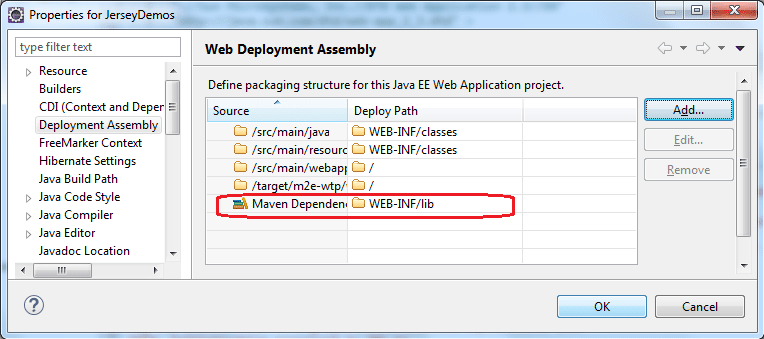 Properties for JerseyDemos
type filter text
Resource
Builders
CDI (Context and Depen
Deployment Assembly
FreeMarker Context
Hibernate Settings
Java Build Path
Java Code Style
Java Compiler
Java Editor
Javadoc Location
Web Deployment Assembly
Define packaging structure for this Java EE Web Application project.
Source Deploy Path
/src/main/java WEB-INF/classes
/src/main/resourc WEB-INF/classes
/src/main/webapp /
/target/m2e-wtp/ /
Maven Dependenc WEB-INF/lib
Add...
Edit...
Remove
?
OK Cancel